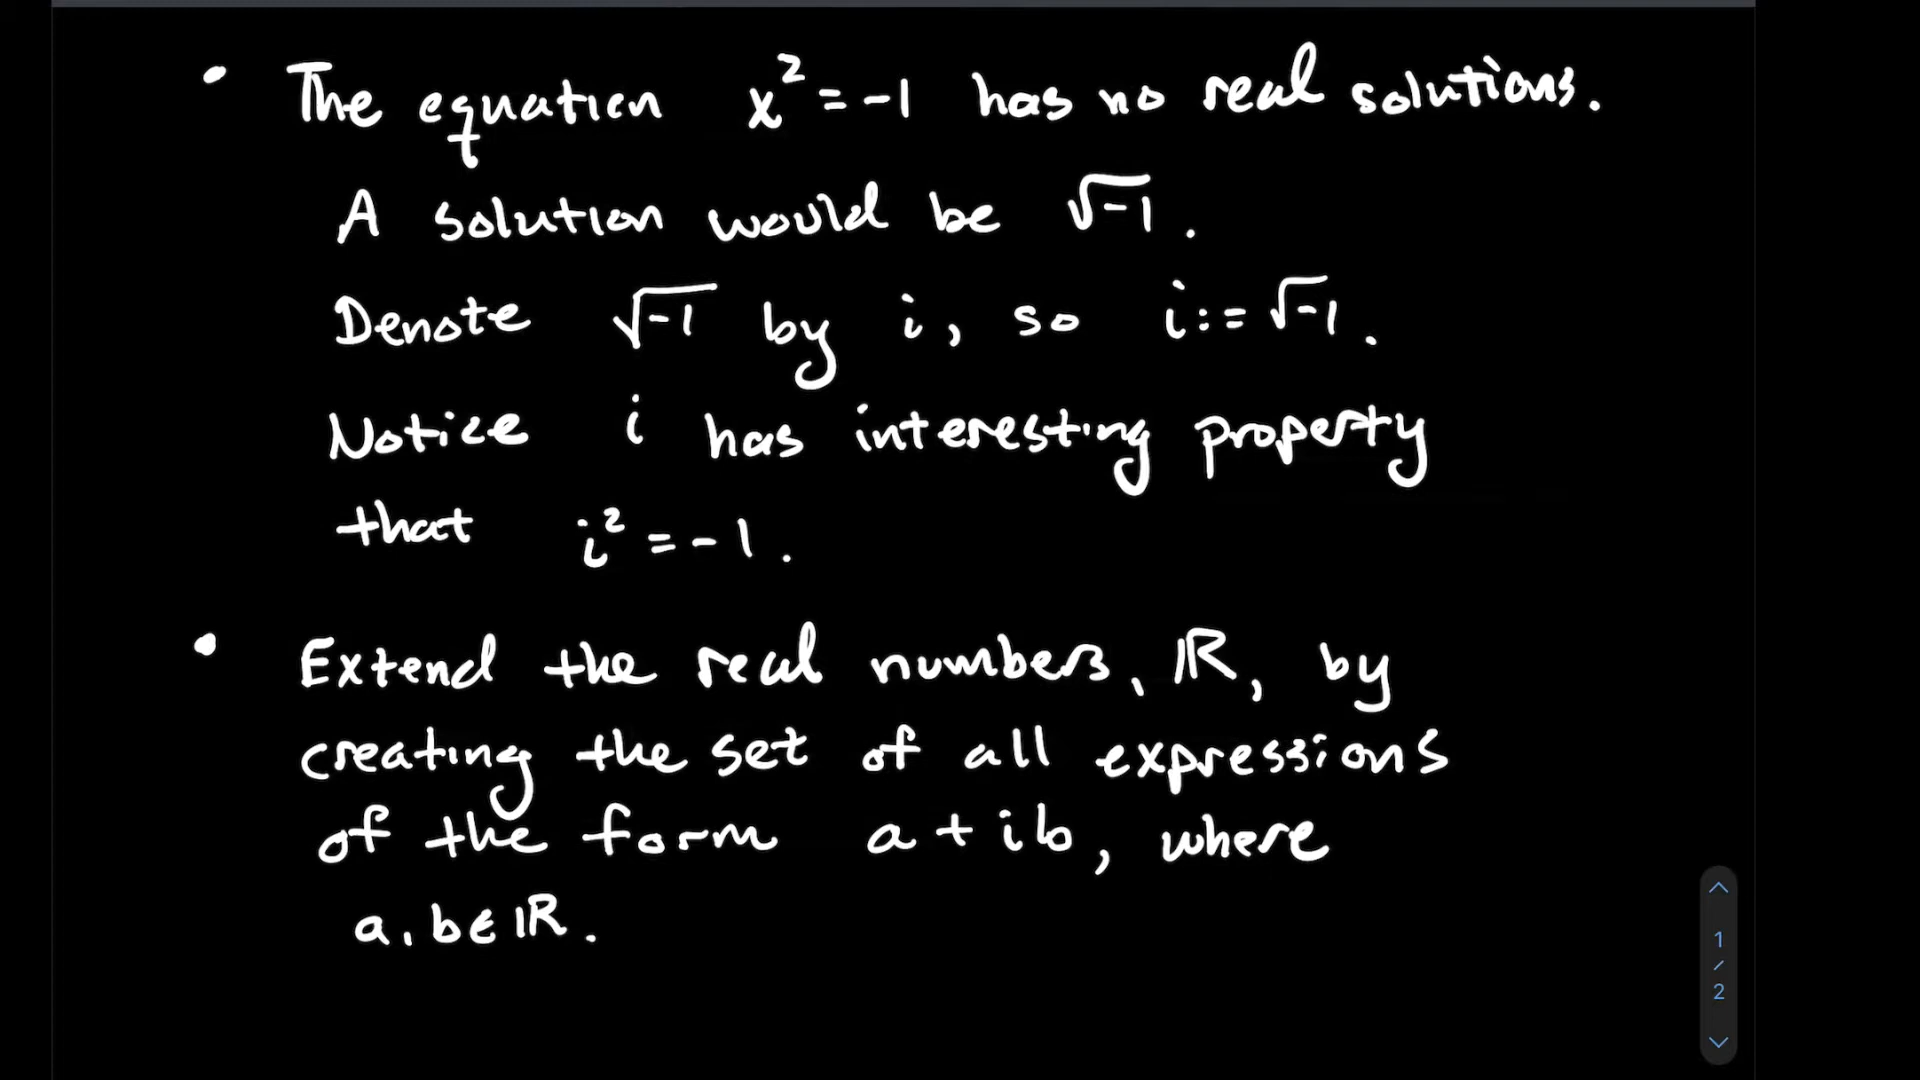 • The equation x² = -1 has no real solutions.
A solution would be √-1.
Denote √-1 by i, so i := √-1.
Notice i has interesting property
that i² = -1.
• Extend the real numbers, ℝ, by
creating the set of all expressions
of the form a + ib, where
a, b ∈ ℝ.
1
/
2